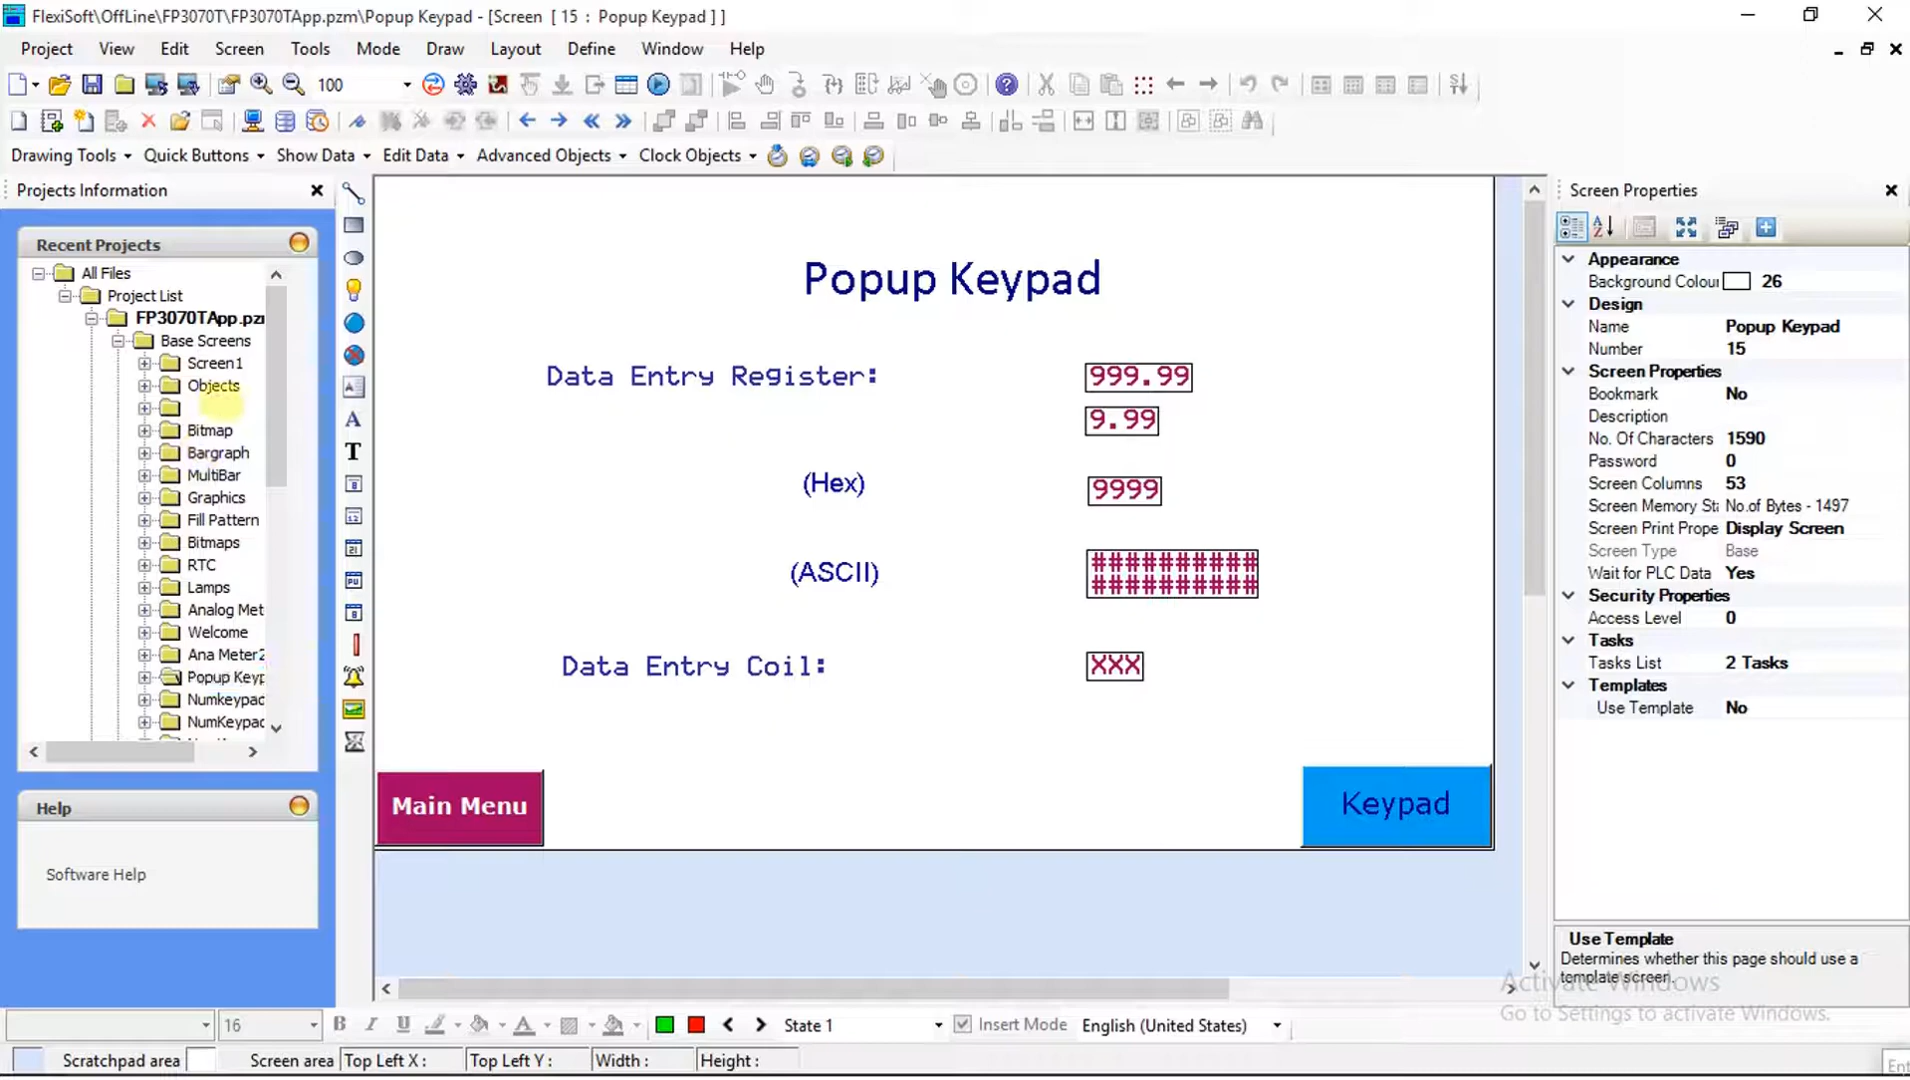 FlexiSoft\OffLine\FP3070T\FP3070TApp.pzm\Popup Keypad - [Screen [ 15 : Popup Keypad ] ]
Project View Edit Screen Tools Mode Draw Layout Define Window Help
100
Drawing Tools Quick Buttons Show Data Edit Data Advanced Objects Clock Objects
Projects Information
Recent Projects
All Files
Project List
FP3070TApp.pzm
Base Screens
Screen1
Objects
Bitmap
Bargraph
MultiBar
Graphics
Fill Pattern
Bitmaps
RTC
Lamps
Analog Met
Welcome
Ana Meter2
Popup Keyp
Numkeypad
NumKeypad
Help
Software Help
Popup Keypad
Data Entry Register:
999.99
9.99
(Hex)
9999
(ASCII)
##########
##########
Data Entry Coil:
XXX
Main Menu
Keypad
Screen Properties
Appearance
Background Colou 26
Design
Name Popup Keypad
Number 15
Screen Properties
Bookmark No
Description
No. Of Characters 1590
Password 0
Screen Columns 53
Screen Memory St No.of Bytes - 1497
Screen Print Prope Display Screen
Screen Type Base
Wait for PLC Data Yes
Security Properties
Access Level 0
Tasks
Tasks List 2 Tasks
Templates
Use Template No
Use Template
Determines whether this page should use a
template screen.
Activate Windows
Go to Settings to activate Windows.
16 B I U State 1 Insert Mode English (United States)
Scratchpad area Screen area Top Left X : Top Left Y : Width : Height :
Ent